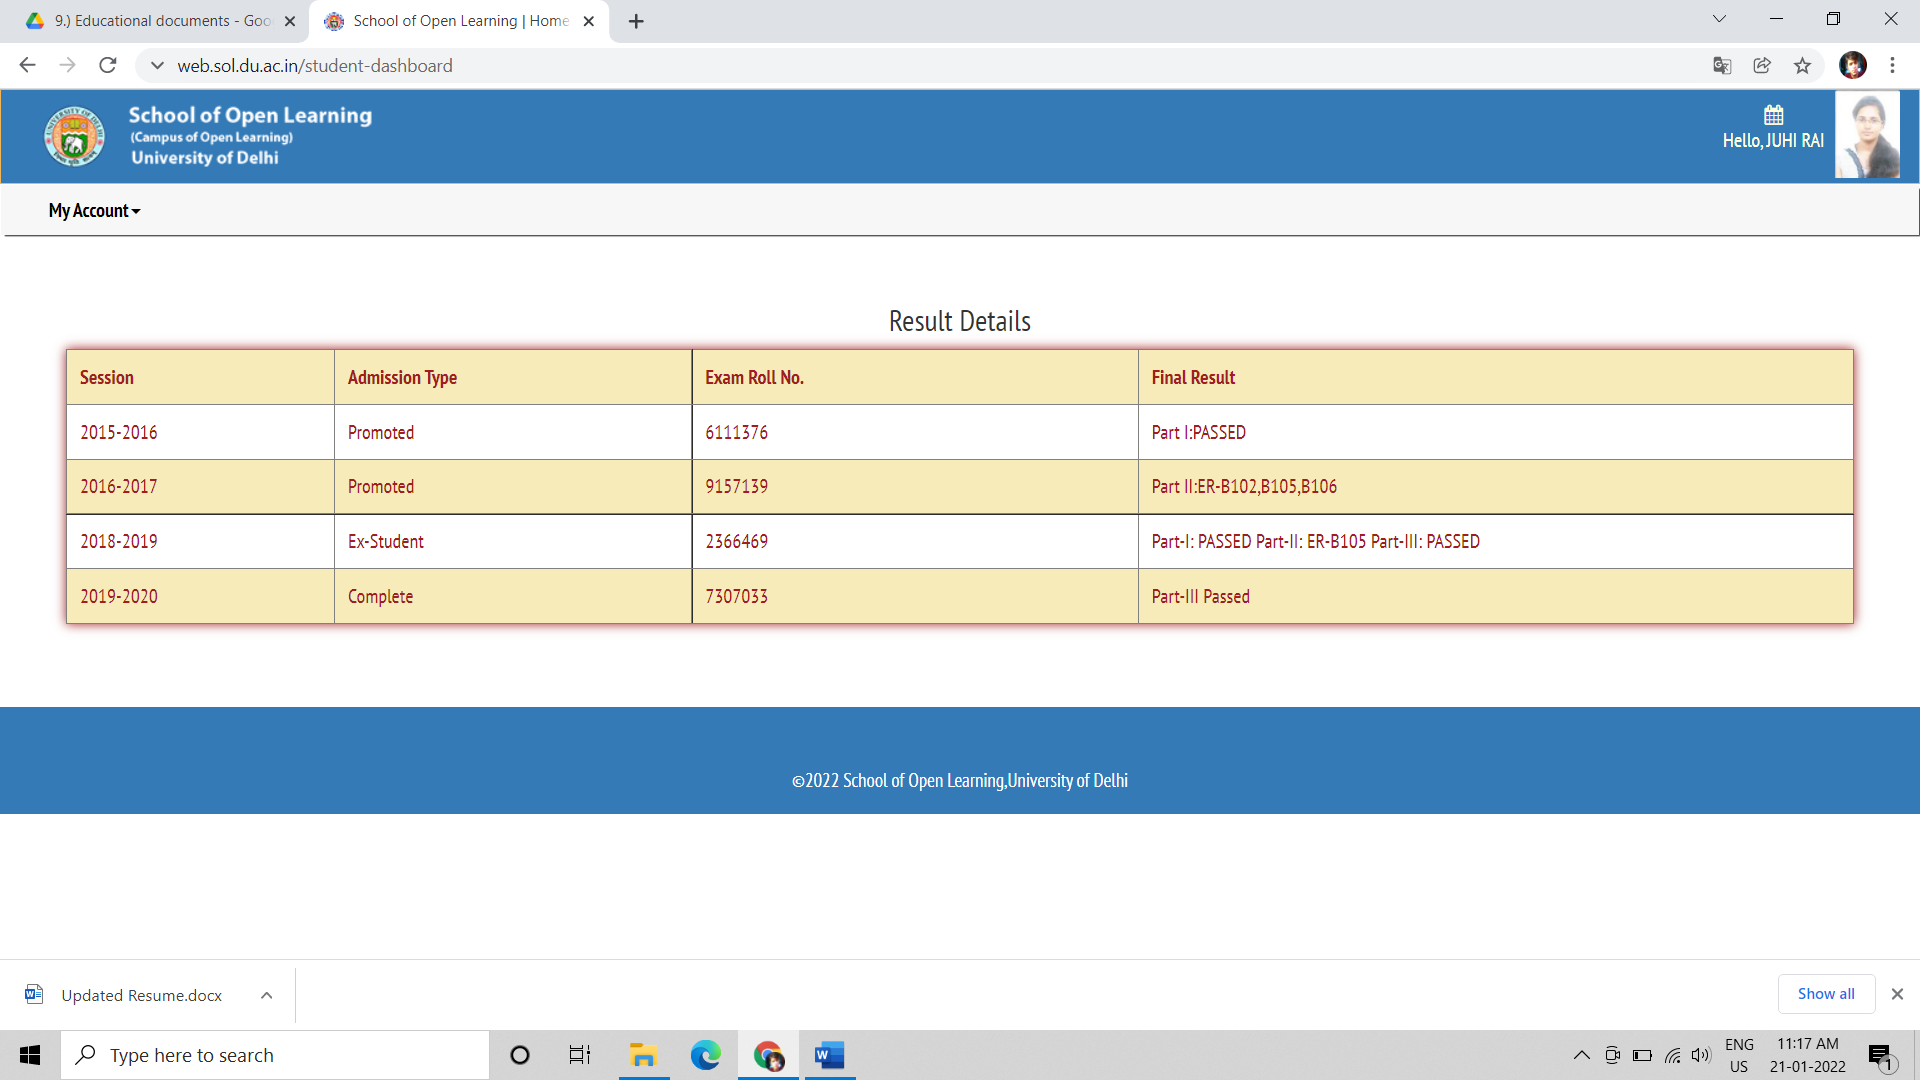 9.) Educational documents - Goo
School of Open Learning | Home
web.sol.du.ac.in/student-dashboard
School of Open Learning
(Campus of Open Learning)
University of Delhi
Hello, JUHI RAI
My Account
Result Details
Session Admission Type Exam Roll No. Final Result
2015-2016 Promoted 6111376 Part I:PASSED
2016-2017 Promoted 9157139 Part II:ER-B102,B105,B106
2018-2019 Ex-Student 2366469 Part-I: PASSED Part-II: ER-B105 Part-III: PASSED
2019-2020 Complete 7307033 Part-III Passed
©2022 School of Open Learning,University of Delhi
Updated Resume.docx
Show all
Type here to search
ENG
US
11:17 AM
21-01-2022
1